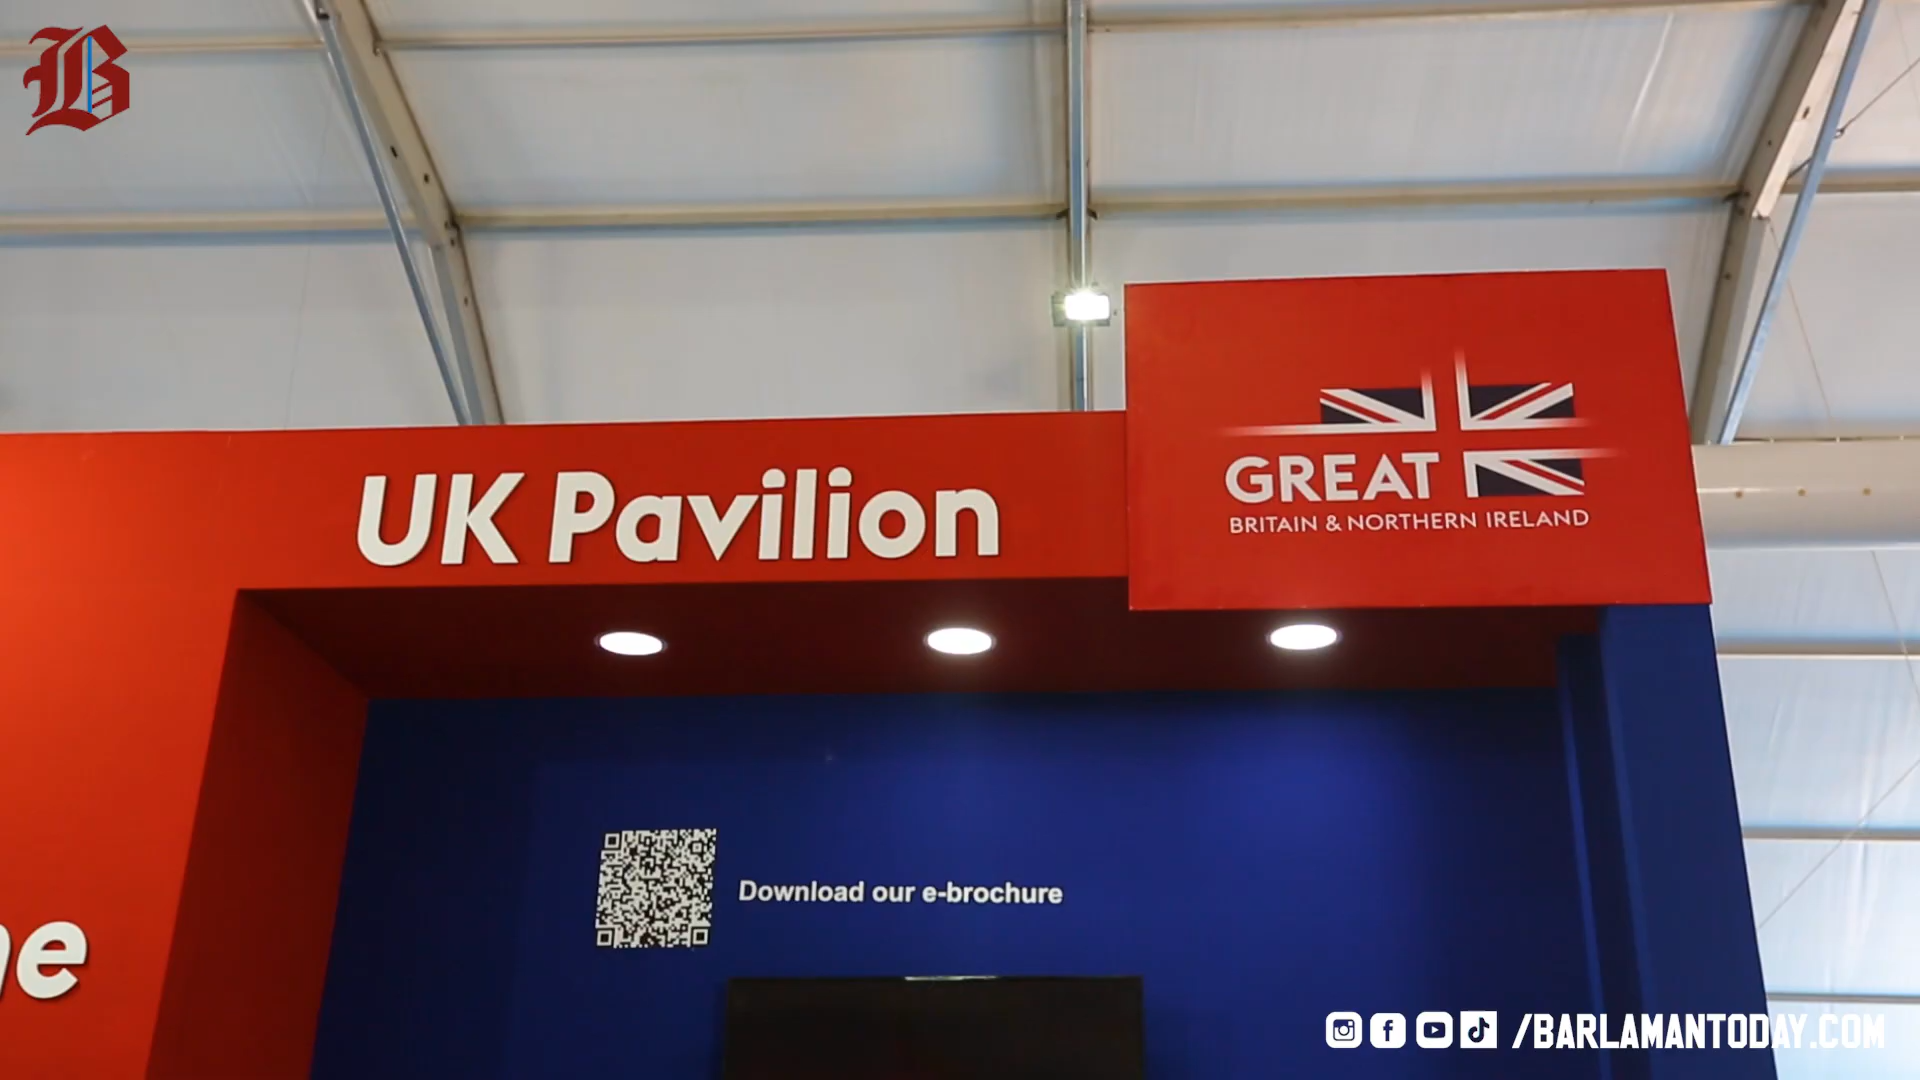 B
UK Pavilion
GREAT
BRITAIN & NORTHERN IRELAND
Download our e-brochure
/BARLAMANTODAY.COM